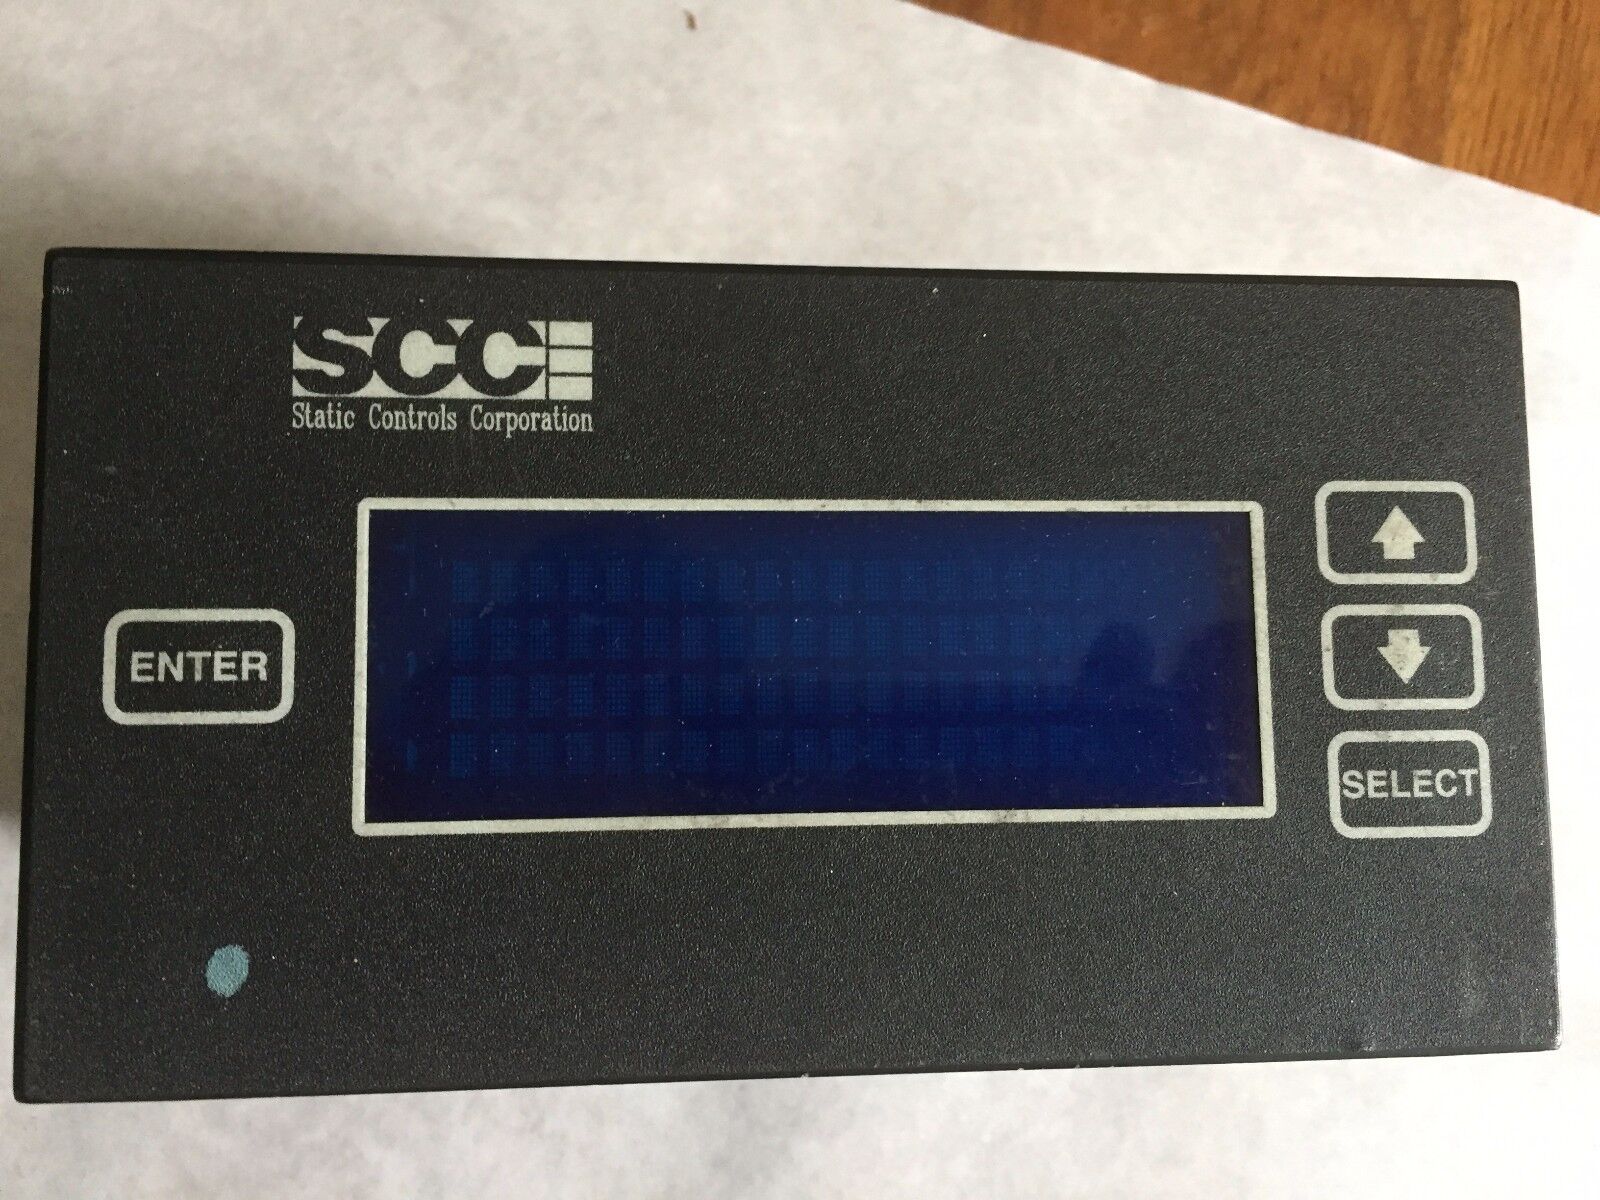 SCC
Static Controls Corporation
ENTER
SELECT